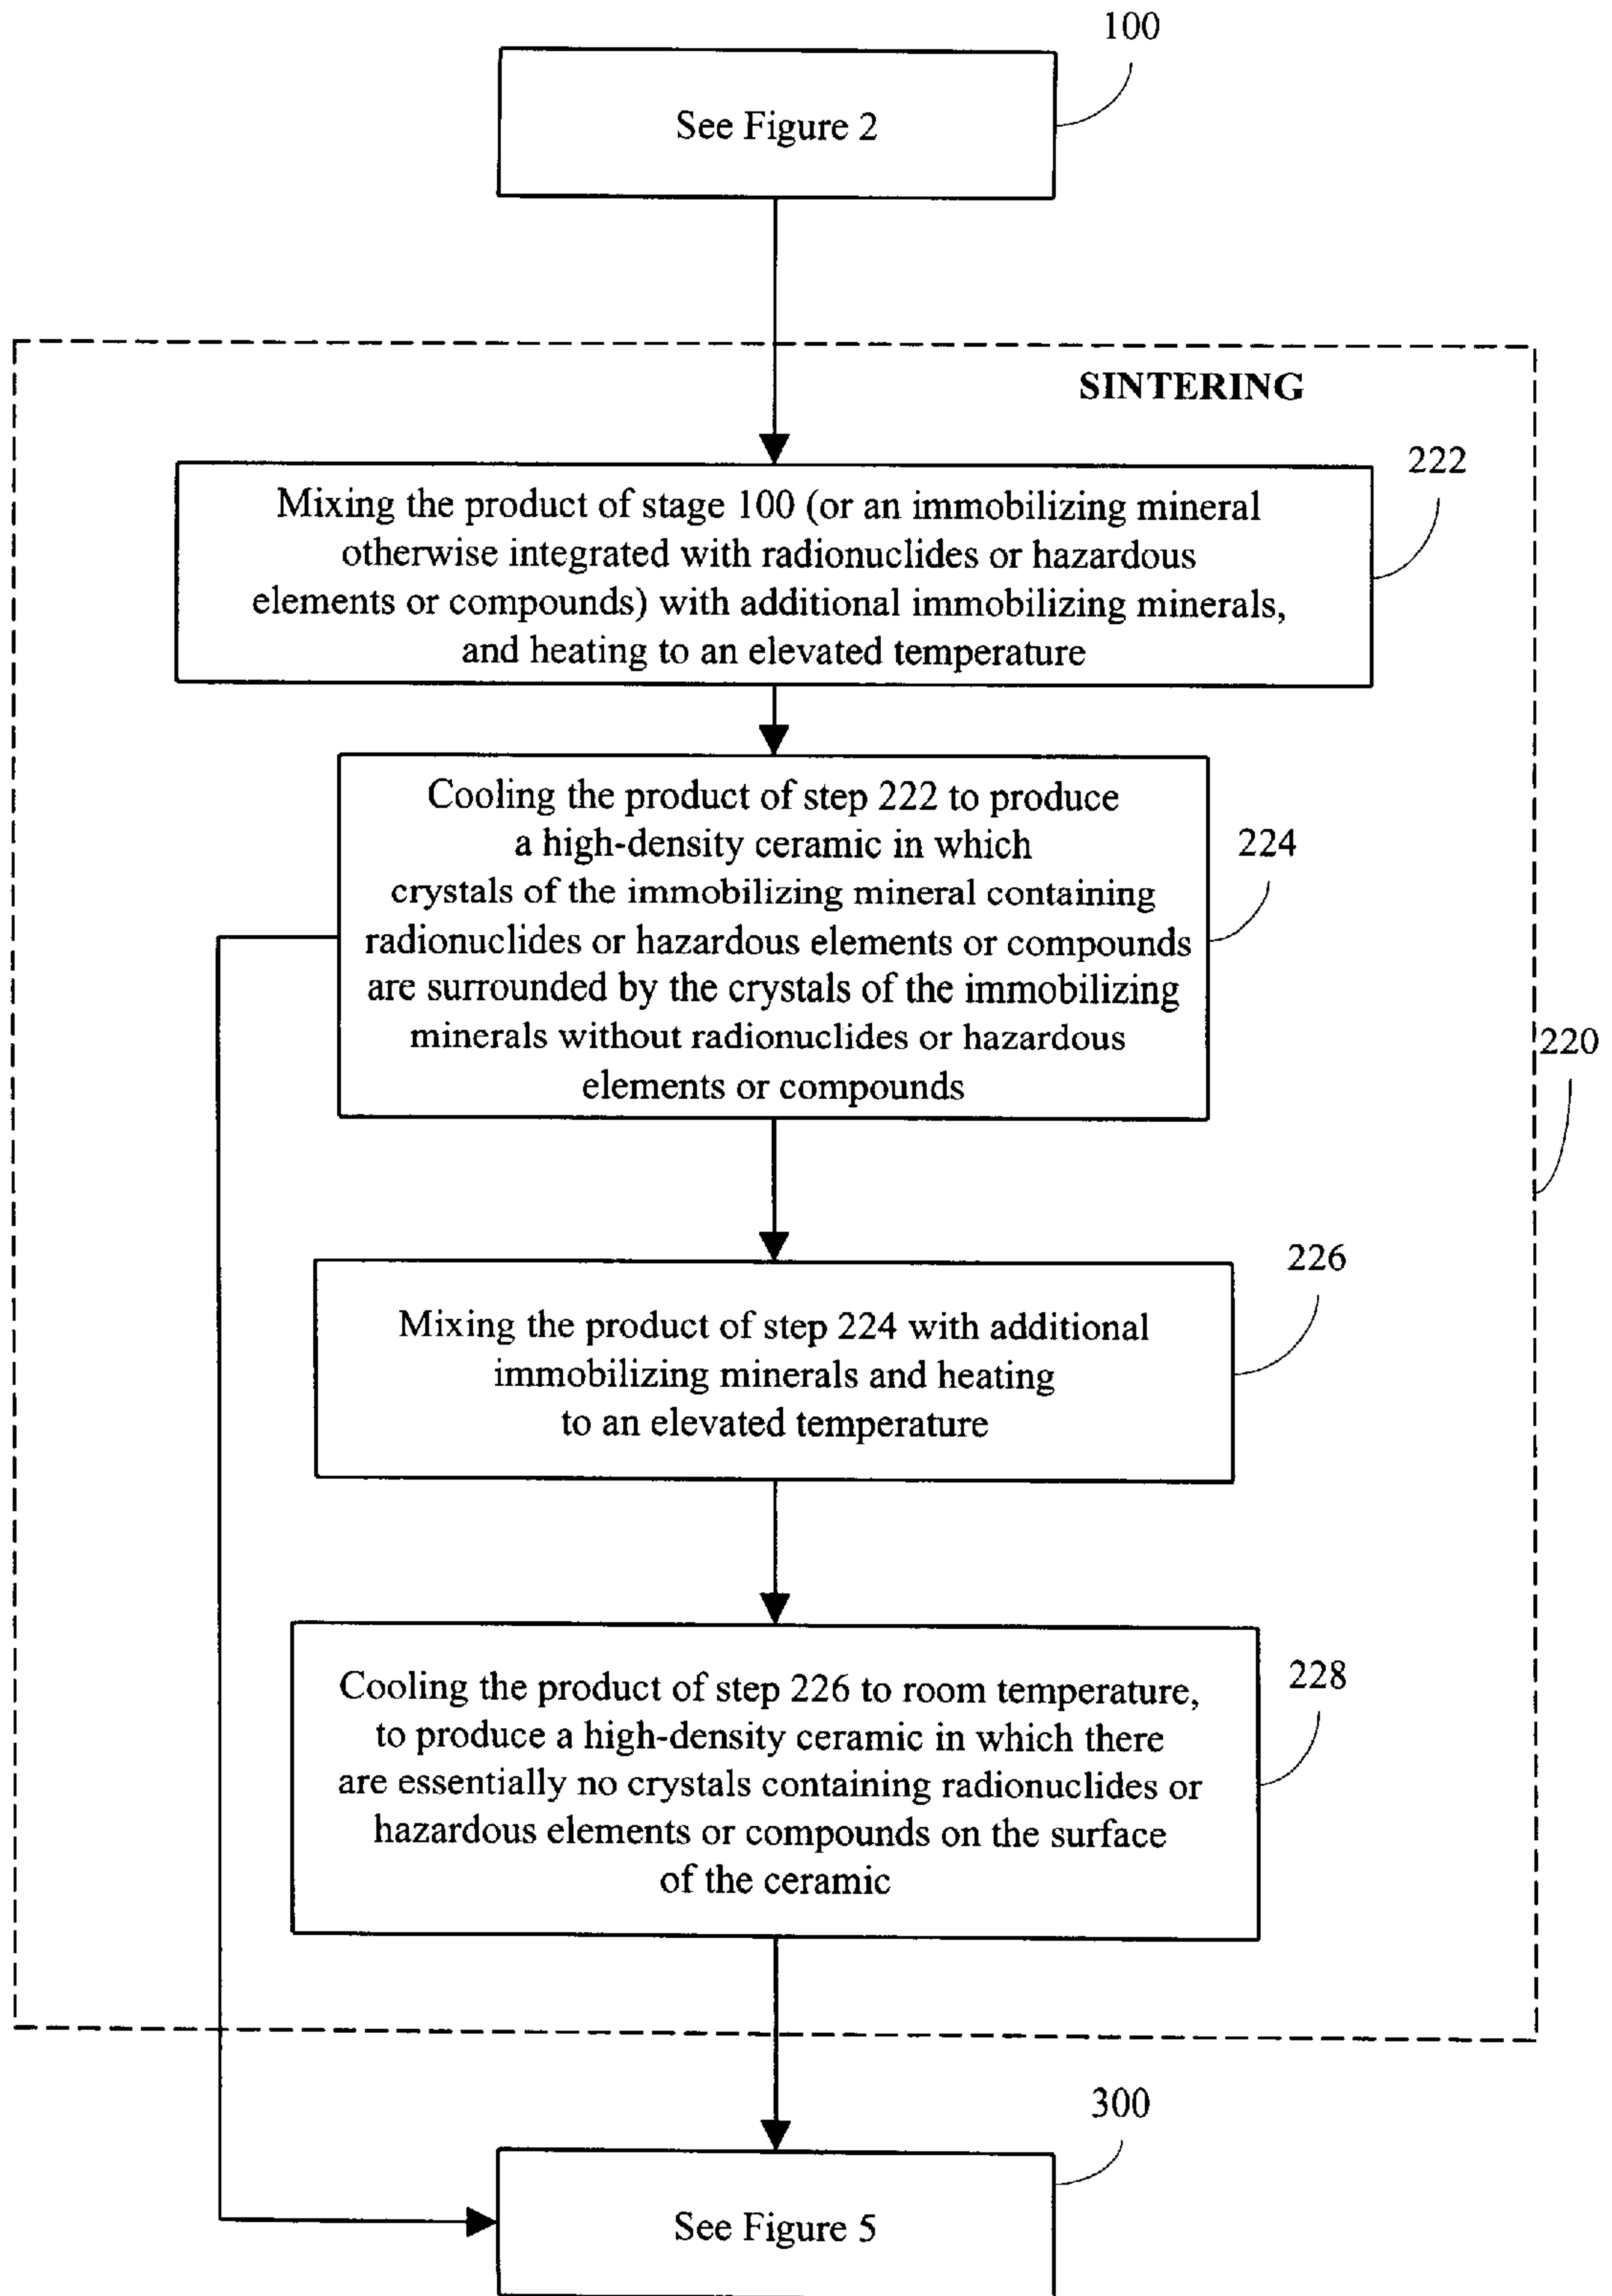 100
See Figure 2
SINTERING
222
Mixing the product of stage 100 (or an immobilizing mineral
otherwise integrated with radionuclides or hazardous
elements or compounds) with additional immobilizing minerals,
and heating to an elevated temperature
Cooling the product of step 222 to produce
a high-density ceramic in which
224
crystals of the immobilizing mineral containing
radionuclides or hazardous elements or compounds
are surrounded by the crystals of the immobilizing
minerals without radionuclides or hazardous
220
elements or compounds
226
Mixing the product of step 224 with additional
immobilizing minerals and heating
to an elevated temperature
228
Cooling the product of step 226 to room temperature,
to produce a high-density ceramic in which there
are essentially no crystals containing radionuclides or
hazardous elements or compounds on the surface
of the ceramic
300
See Figure 5